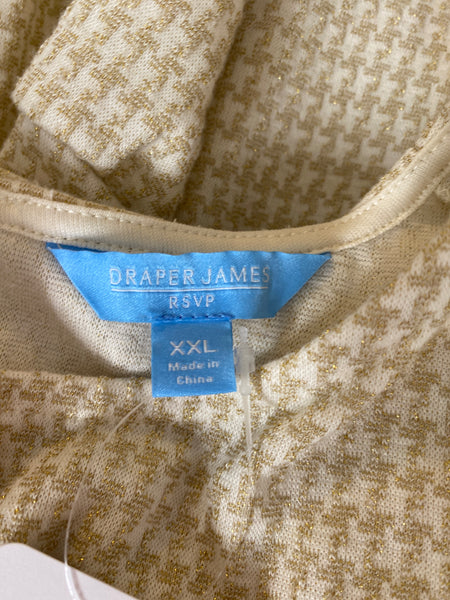 DRAPER JAMES
RSVP
XXL
Made in
China